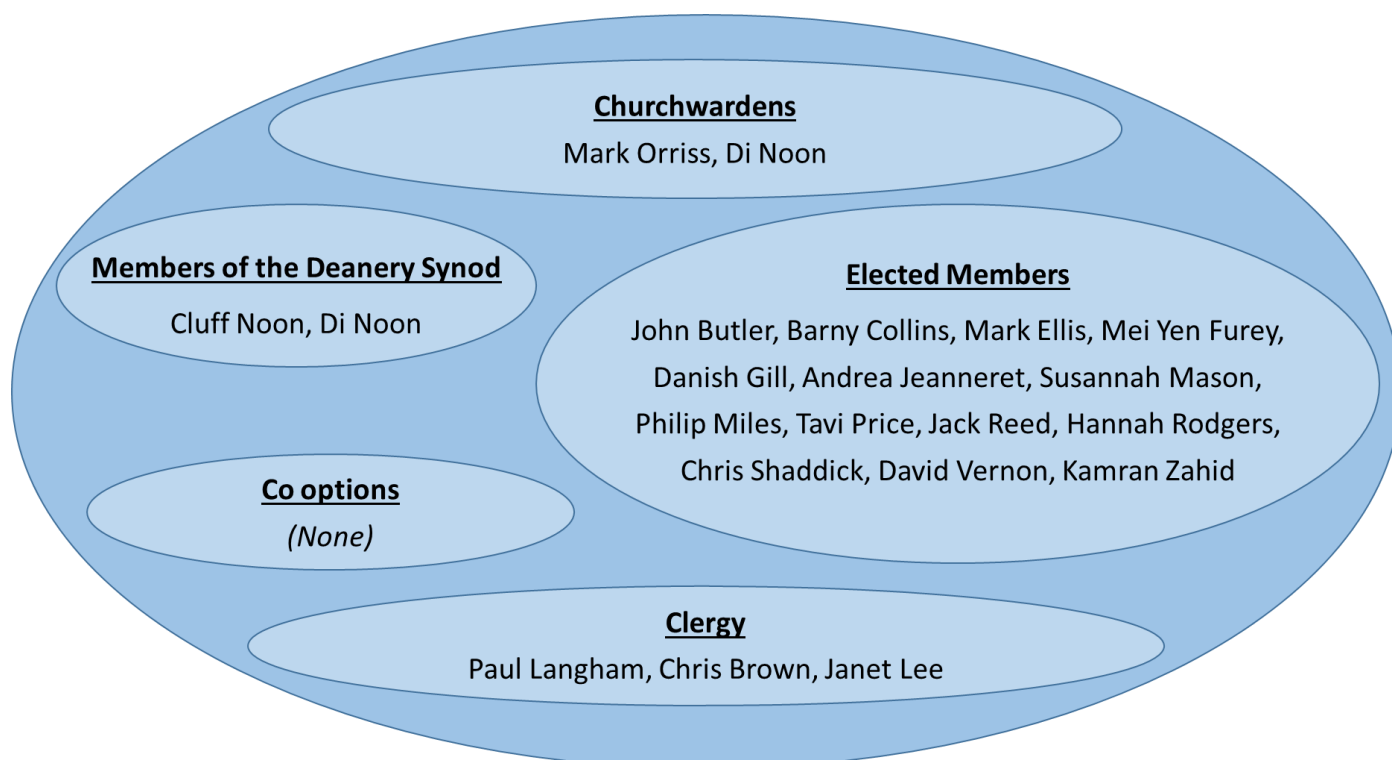 Churchwardens
Mark Orriss, Di Noon
Members of the Deanery Synod
Cluff Noon, Di Noon
Elected Members
John Butler, Barny Collins, Mark Ellis, Mei Yen Furey,
Danish Gill, Andrea Jeanneret, Susannah Mason,
Philip Miles, Tavi Price, Jack Reed, Hannah Rodgers,
Chris Shaddick, David Vernon, Kamran Zahid
Co options
(None)
Clergy
Paul Langham, Chris Brown, Janet Lee